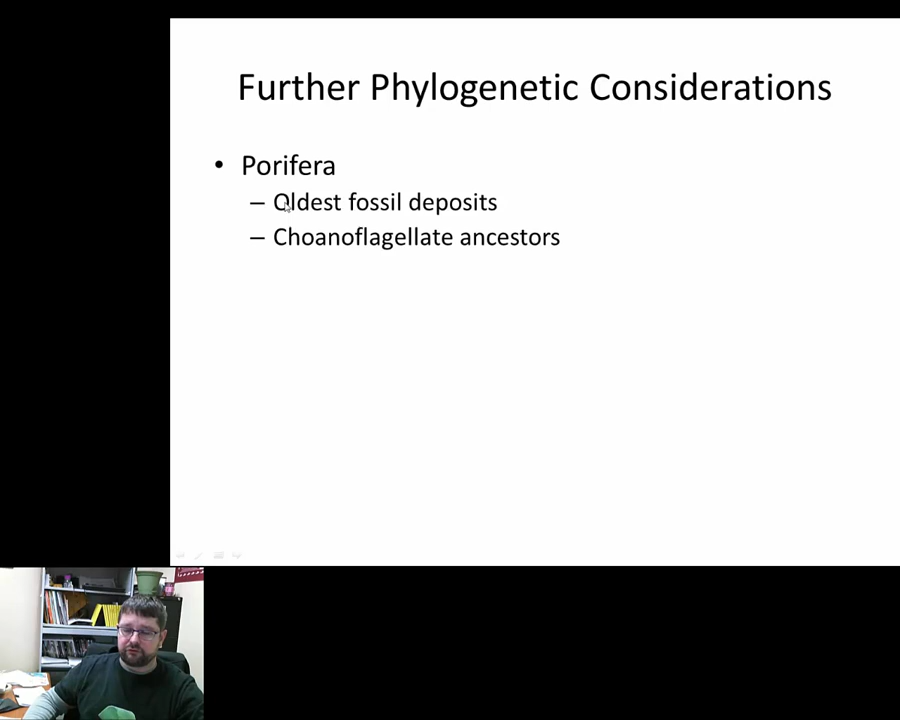 Further Phylogenetic Considerations
• Porifera
– Oldest fossil deposits
– Choanoflagellate ancestors